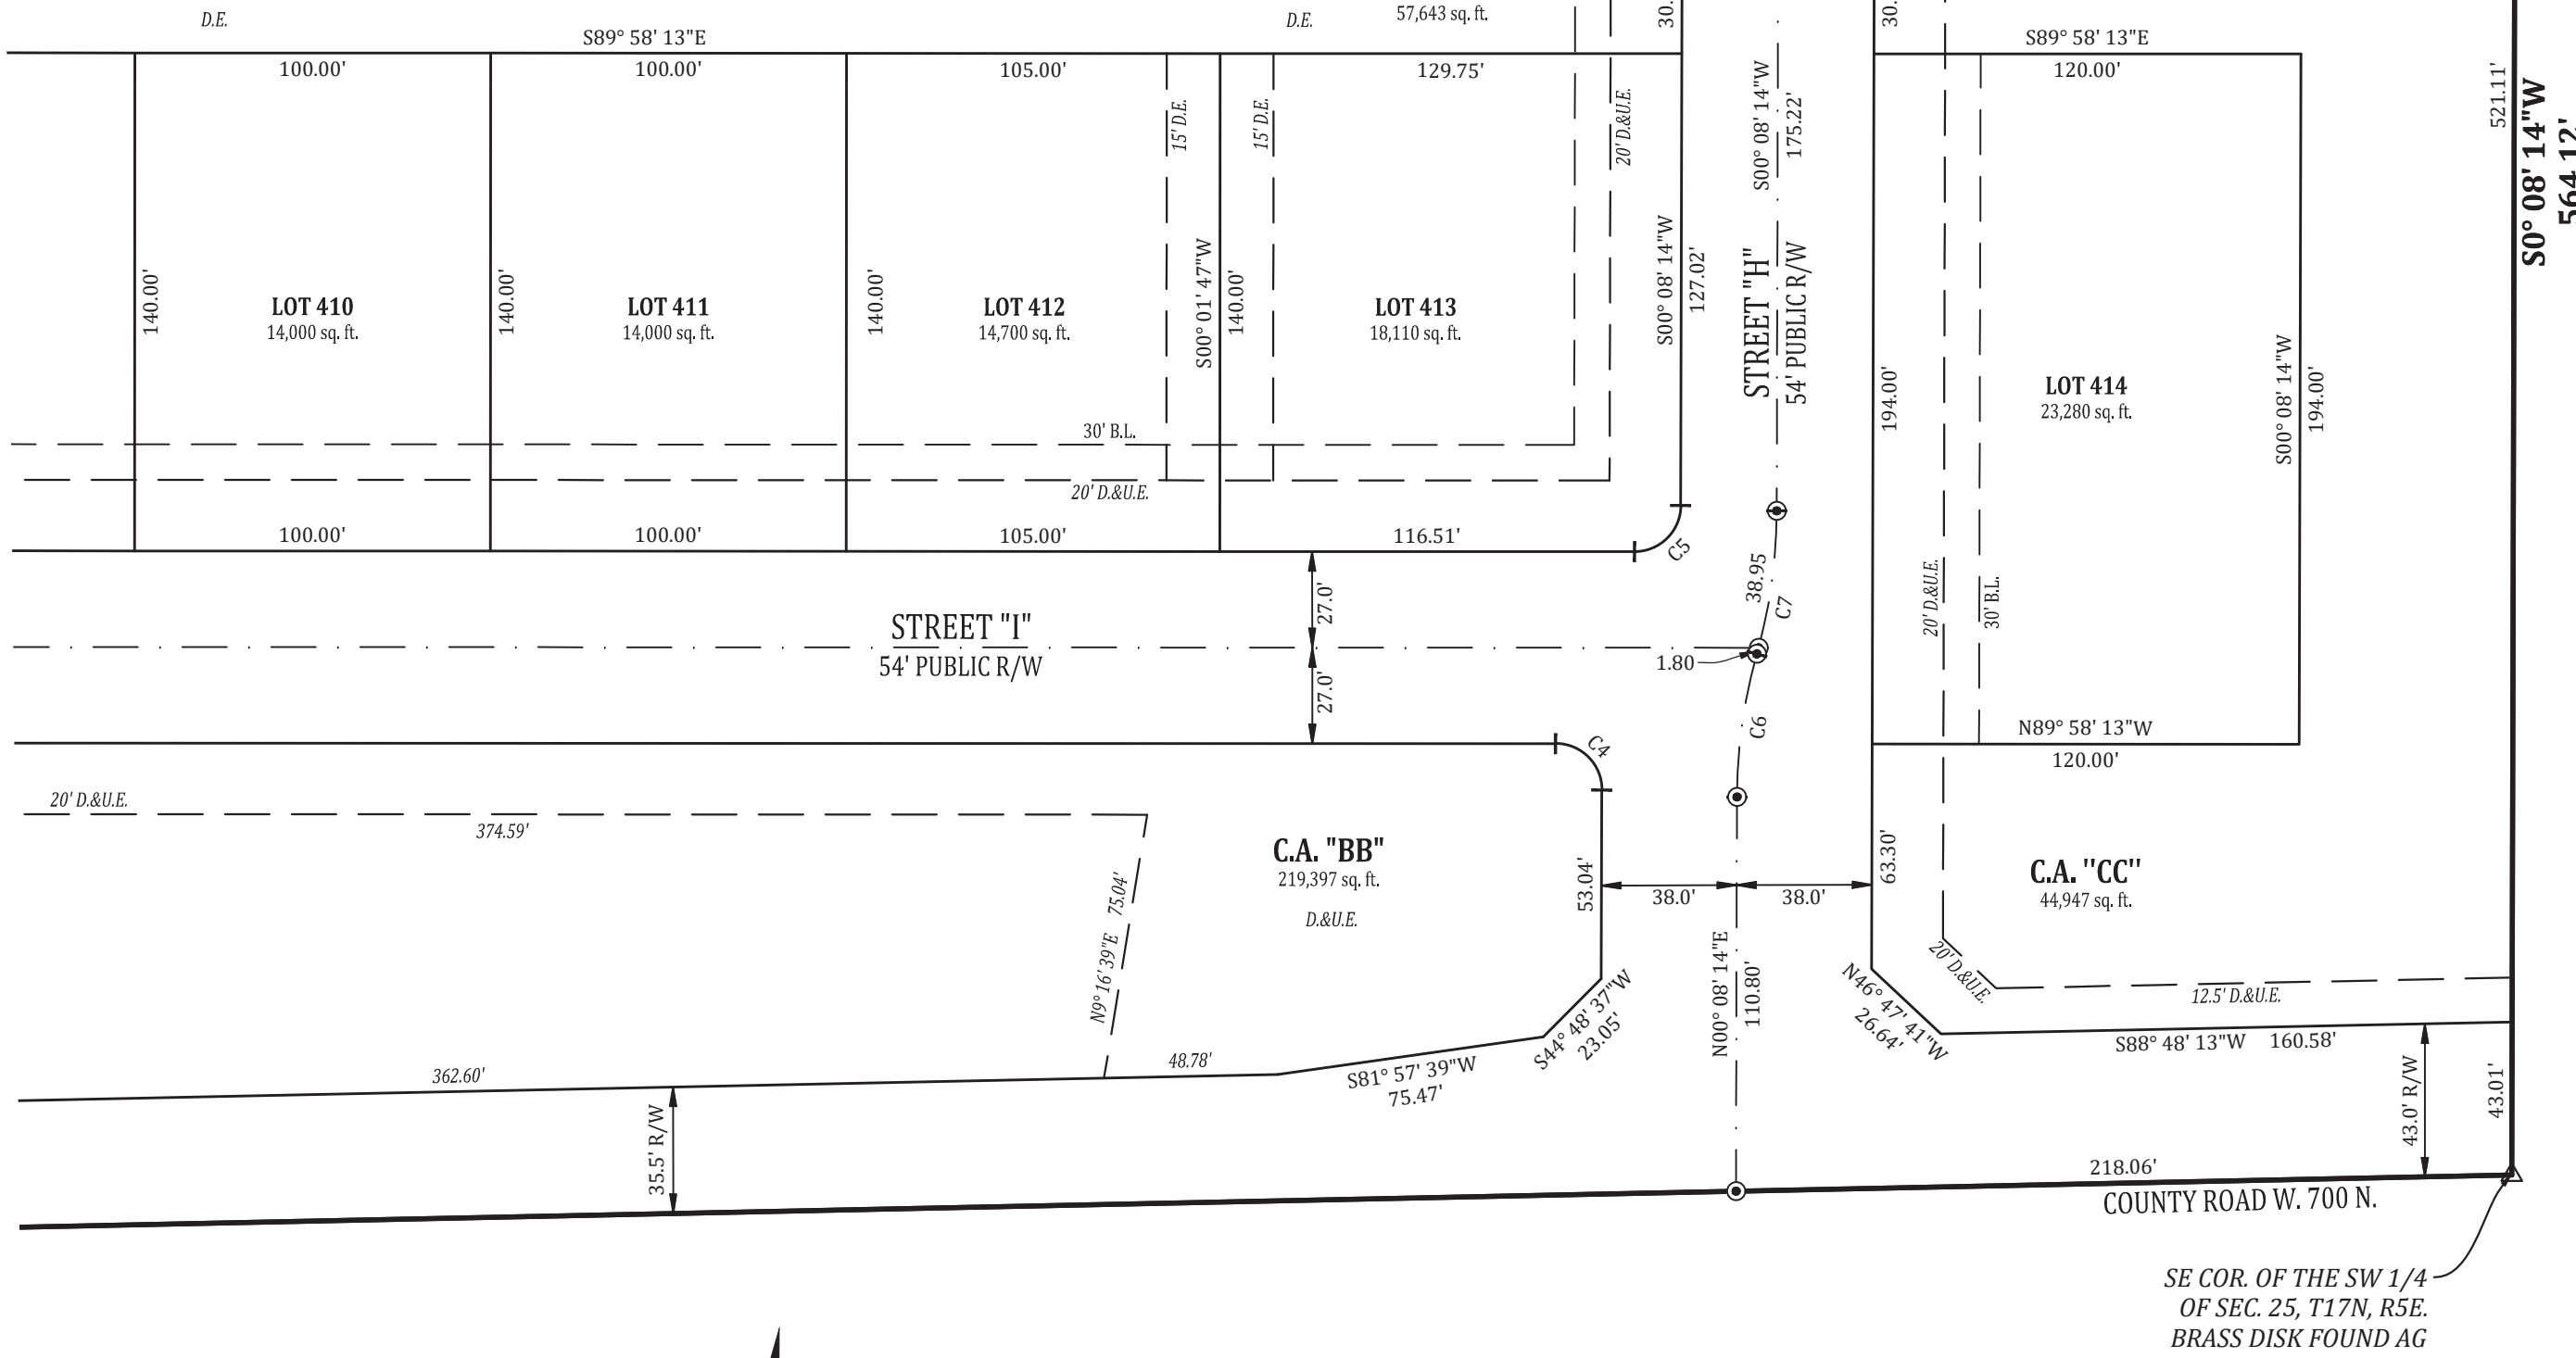 D.E.
D.E.
57,643 sq. ft.
30.
30.
S89° 58' 13"E
S89° 58' 13"E
100.00'
100.00'
105.00'
129.75'
120.00'
15' D.E.
15' D.E.
20' D.&U.E.
S00° 08' 14"W
175.22'
521.11'
S0° 08' 14"W
564.12'
140.00'
LOT 410
14,000 sq. ft.
140.00'
LOT 411
14,000 sq. ft.
140.00'
LOT 412
14,700 sq. ft.
S00° 01' 47"W
140.00'
LOT 413
18,110 sq. ft.
S00° 08' 14"W
127.02'
STREET "H"
54' PUBLIC R/W
194.00'
LOT 414
23,280 sq. ft.
S00° 08' 14"W
194.00'
30' B.L.
20' D.&U.E.
100.00'
100.00'
105.00'
116.51'
C5
38.95
C7
20' D.&U.E.
30' B.L.
STREET "I"
54' PUBLIC R/W
27.0'
27.0'
1.80
C6
C4
N89° 58' 13"W
120.00'
20' D.&U.E.
374.59'
N9° 16' 39"E 75.04'
C.A. "BB"
219,397 sq. ft.
D.&U.E.
53.04'
38.0'
38.0'
63.30'
C.A. "CC"
44,947 sq. ft.
N00° 08' 14"E
110.80'
20' D.&U.E.
12.5' D.&U.E.
N46° 47' 41"W
26.64'
S44° 48' 37"W
23.05'
S88° 48' 13"W 160.58'
362.60'
48.78'
S81° 57' 39"W
75.47'
35.5' R/W
43.0' R/W
43.01'
218.06'
COUNTY ROAD W. 700 N.
SE COR. OF THE SW 1/4
OF SEC. 25, T17N, R5E.
BRASS DISK FOUND AG